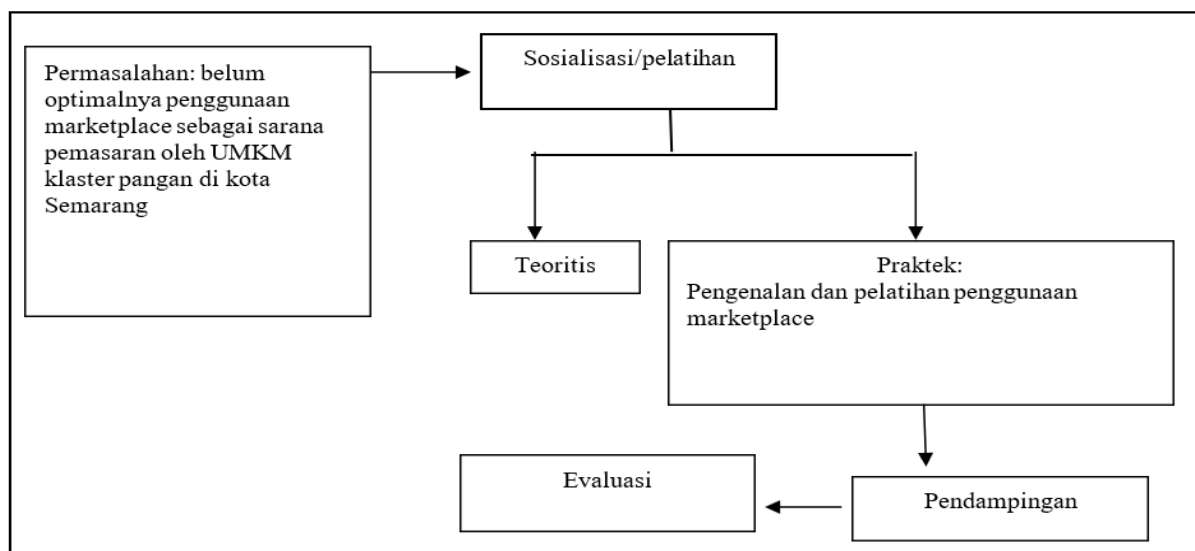 Permasalahan: belum
optimalnya penggunaan
marketplace sebagai sarana
pemasaran oleh UMKM
klaster pangan di kota
Semarang
Sosialisasi/pelatihan
Teoritis
Praktek:
Pengenalan dan pelatihan penggunaan
marketplace
Evaluasi
Pendampingan